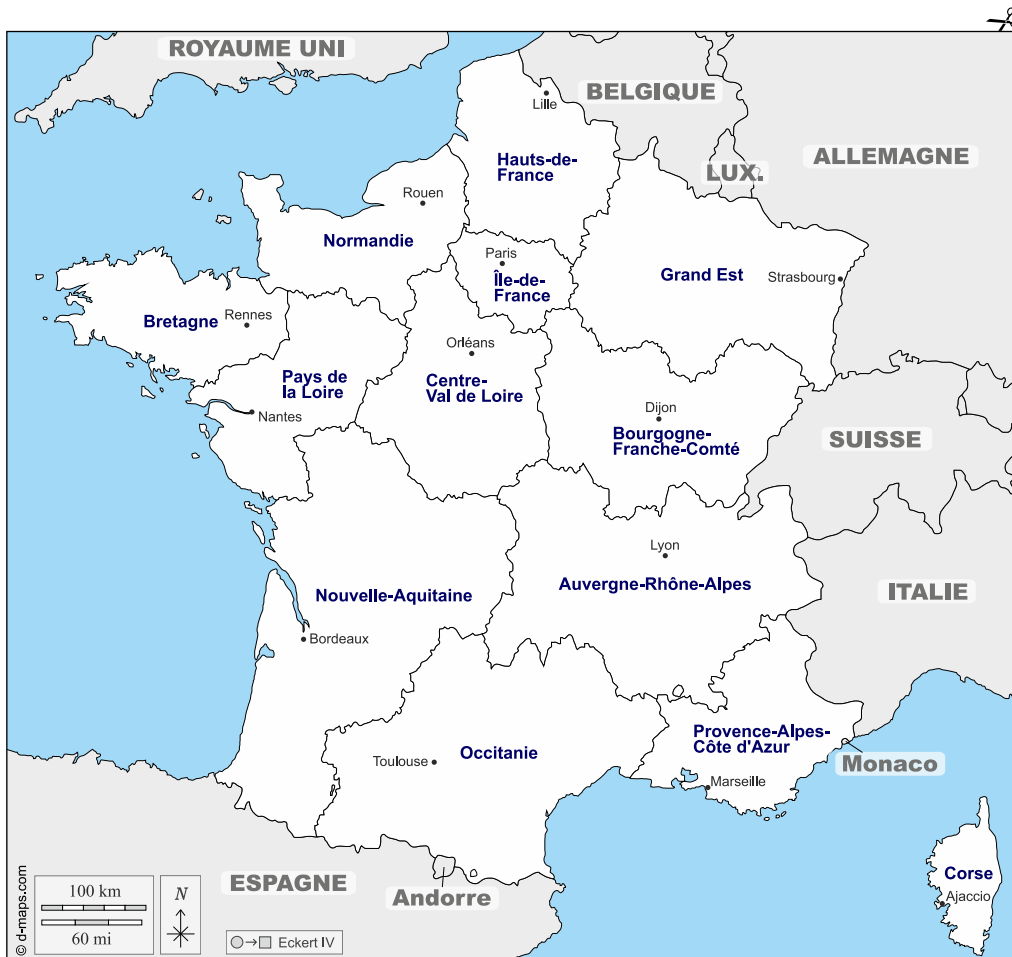 ROYAUME UNI
BELGIQUE
Lille
ALLEMAGNE
Hauts-de-
France
LUX.
Rouen
Normandie
Paris
Île-de-
France
Grand Est
Strasbourg
Bretagne
Rennes
Orléans
Pays de
la Loire
Centre-
Val de Loire
Nantes
Dijon
Bourgogne-
Franche-Comté
SUISSE
Lyon
Auvergne-Rhône-Alpes
Nouvelle-Aquitaine
ITALIE
Bordeaux
Provence-Alpes-
Côte d'Azur
Occitanie
Toulouse
Monaco
Marseille
Corse
Ajaccio
ESPAGNE
Andorre
© d-maps.com
100 km
60 mi
N
Eckert IV